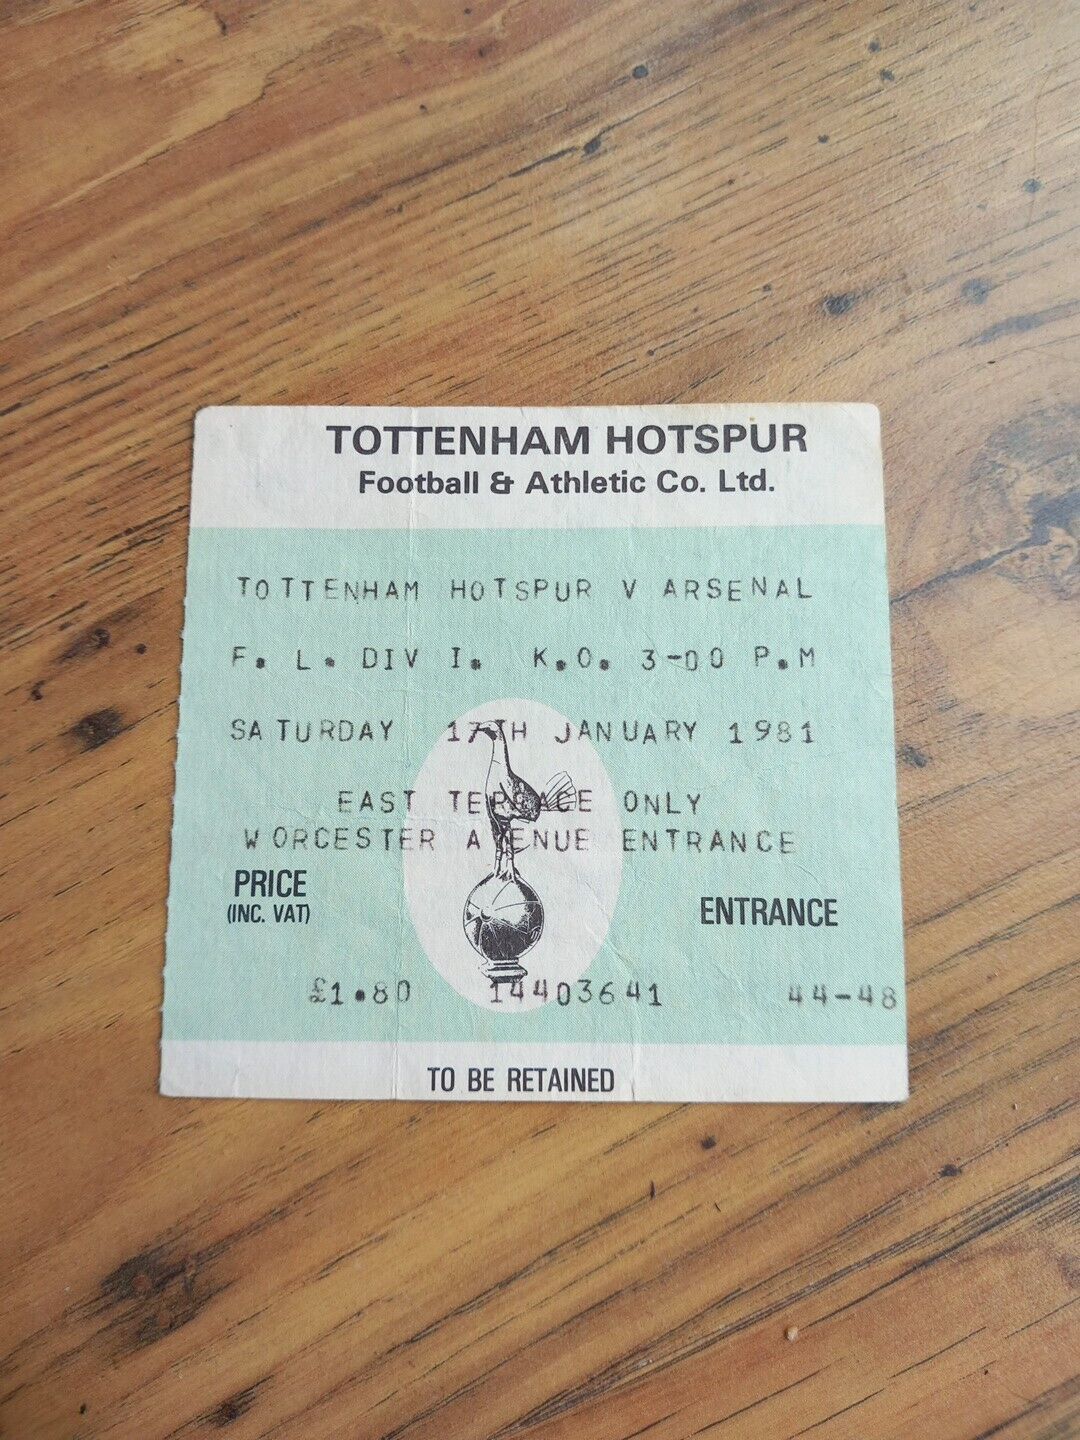 TOTTENHAM HOTSPUR
Football & Athletic Co. Ltd.
TOTTENHAM HOTSPUR V ARSENAL
F. L. DIV I. K.O. 3-00 P.M
SATURDAY 17TH JANUARY 1981
EAST TERRACE ONLY
WORCESTER AVENUE ENTRANCE
PRICE
(INC. VAT)
ENTRANCE
£1.80 14403641 44-48
TO BE RETAINED